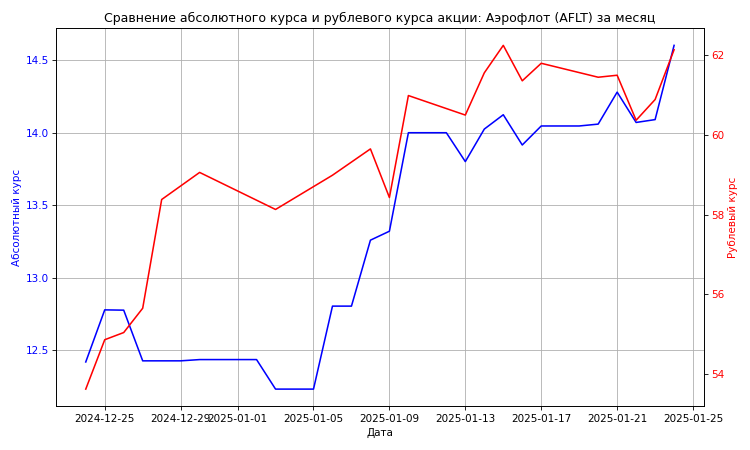 Сравнение абсолютного курса и рублевого курса акции: Аэрофлот (AFLT) за месяц
Абсолютный курс
14.5
14.0
13.5
13.0
12.5
62
60
58
56
54
Рублевый курс
2024-12-25 2024-12-29 2025-01-01 2025-01-05 2025-01-09 2025-01-13 2025-01-17 2025-01-21 2025-01-25
Дата